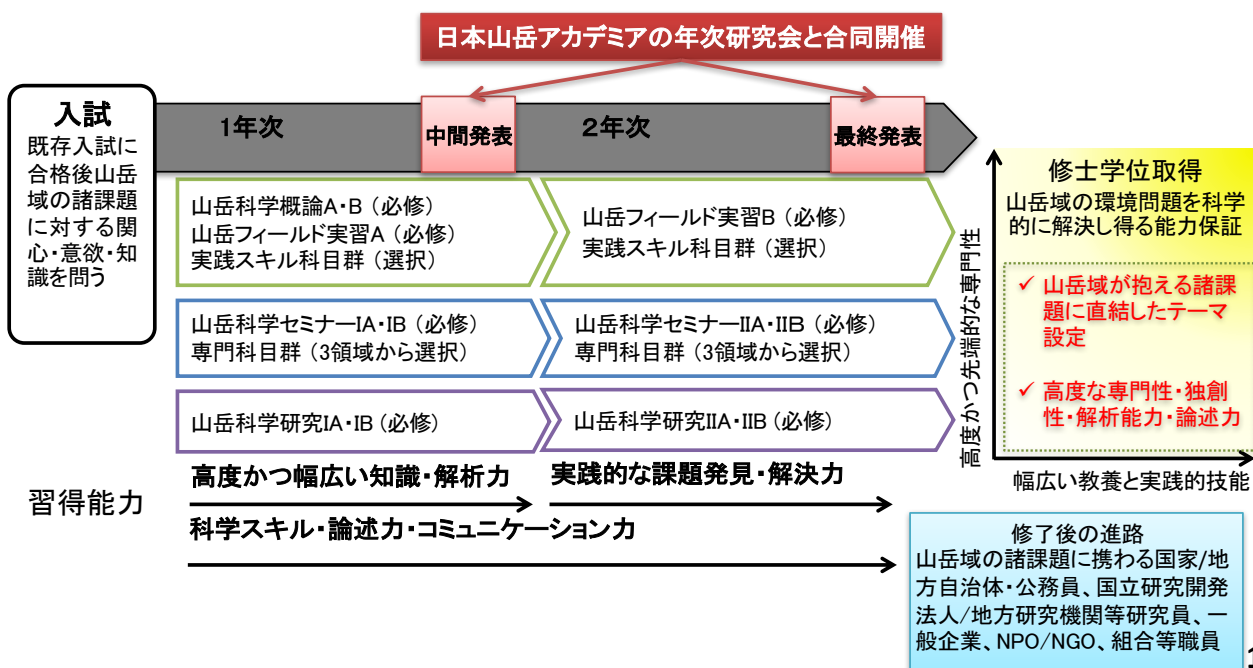 日本山岳アカデミアの年次研究会と合同開催
入試
既存入試に
合格後山岳
域の諸課題
に対する関
心・意欲・知
識を問う
1年次
中間発表
2年次
最終発表
山岳科学概論A・B (必修)
山岳フィールド実習A (必修)
実践スキル科目群 (選択)
山岳フィールド実習B (必修)
実践スキル科目群 (選択)
山岳科学セミナーIA・IB (必修)
専門科目群 (3領域から選択)
山岳科学セミナーIIA・IIB (必修)
専門科目群 (3領域から選択)
山岳科学研究IA・IB (必修)
山岳科学研究IIA・IIB (必修)
高度かつ先端的な専門性
修士学位取得
山岳域の環境問題を科学
的に解決し得る能力保証
✓ 山岳域が抱える諸課
題に直結したテーマ
設定
✓ 高度な専門性・独創
性・解析能力・論述力
幅広い教養と実践的技能
習得能力
高度かつ幅広い知識・解析力
実践的な課題発見・解決力
科学スキル・論述力・コミュニケーション力
修了後の進路
山岳域の諸課題に携わる国家/地
方自治体・公務員、国立研究開発
法人/地方研究機関等研究員、一
般企業、NPO/NGO、組合等職員